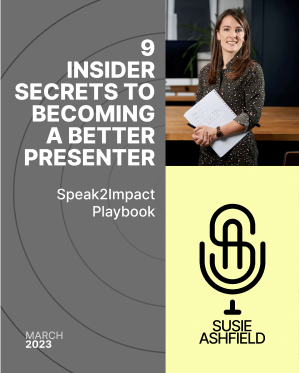 9
INSIDER
SECRETS TO
BECOMING
A BETTER
PRESENTER
Speak2Impact
Playbook
MARCH
2023
SUSIE
ASHFIELD